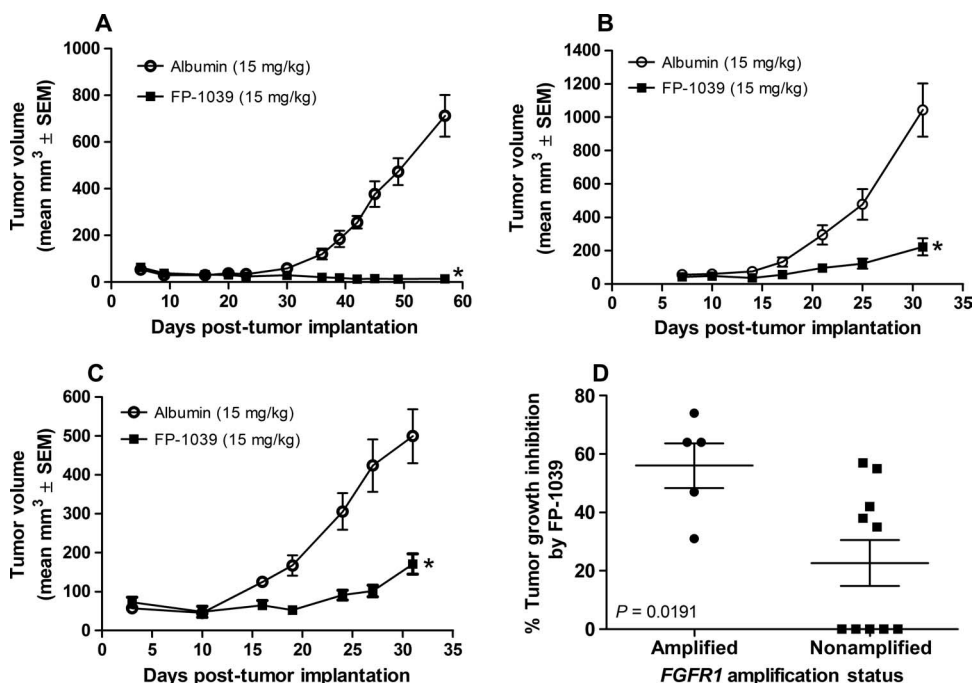 A
Tumor volume
(mean mm³ ± SEM)
1000
800
600
400
200
0
Albumin (15 mg/kg)
FP-1039 (15 mg/kg)
*
0 10 20 30 40 50 60
Days post-tumor implantation
B
Tumor volume
(mean mm³ ± SEM)
1400
1200
1000
800
600
400
200
0
Albumin (15 mg/kg)
FP-1039 (15 mg/kg)
*
0 5 10 15 20 25 30 35
Days post-tumor implantation
C
Tumor volume
(mean mm³ ± SEM)
600
500
400
300
200
100
0
Albumin (15 mg/kg)
FP-1039 (15 mg/kg)
*
0 5 10 15 20 25 30 35
Days post-tumor implantation
D
% Tumor growth inhibition
by FP-1039
80
60
40
20
0
P = 0.0191
Amplified Nonamplified
FGFR1 amplification status